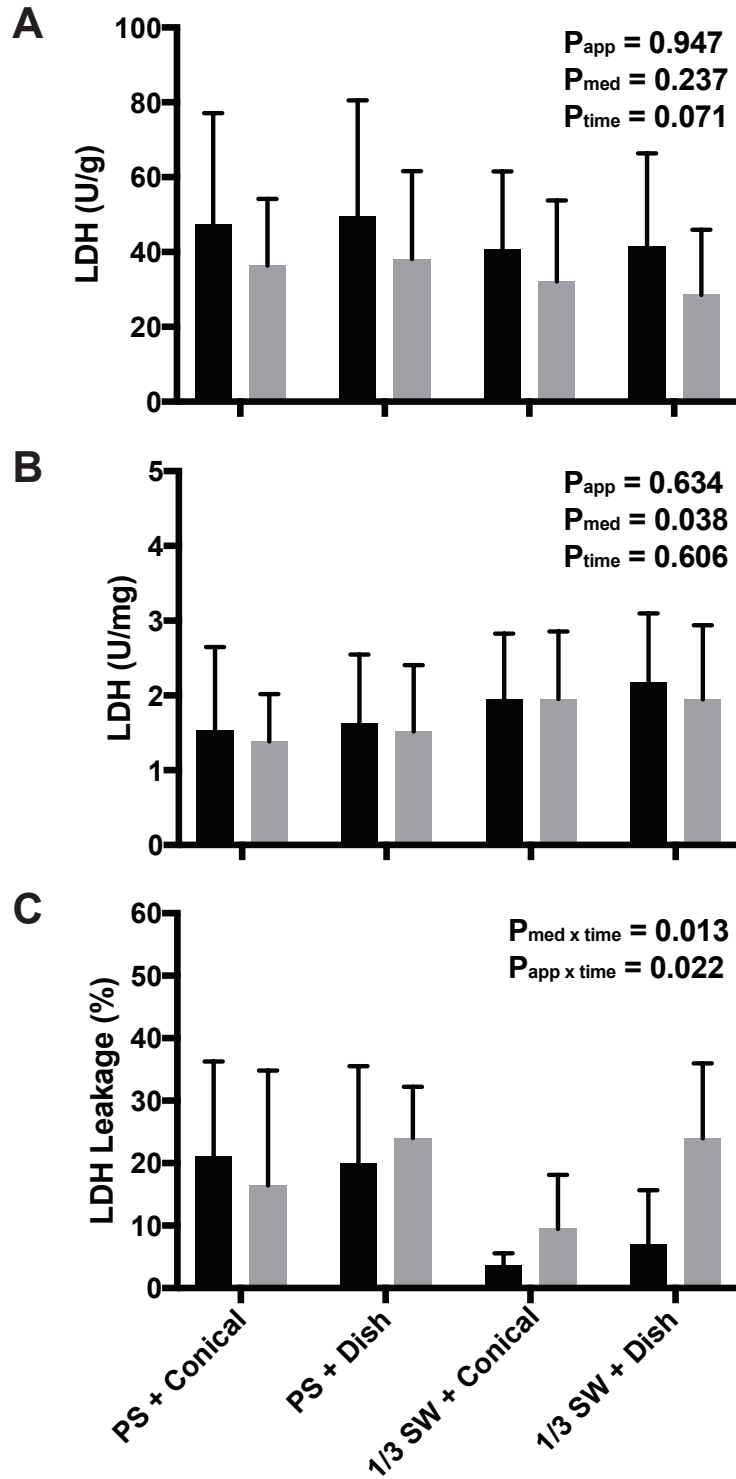 A
LDH (U/g)
100
80
60
40
20
0
Papp = 0.947
Pmed = 0.237
Ptime = 0.071
B
LDH (U/mg)
5
4
3
2
1
0
Papp = 0.634
Pmed = 0.038
Ptime = 0.606
C
LDH Leakage (%)
60
50
40
30
20
10
0
Pmed x time = 0.013
Papp x time = 0.022
PS + Conical
PS + Dish
1/3 SW + Conical
1/3 SW + Dish